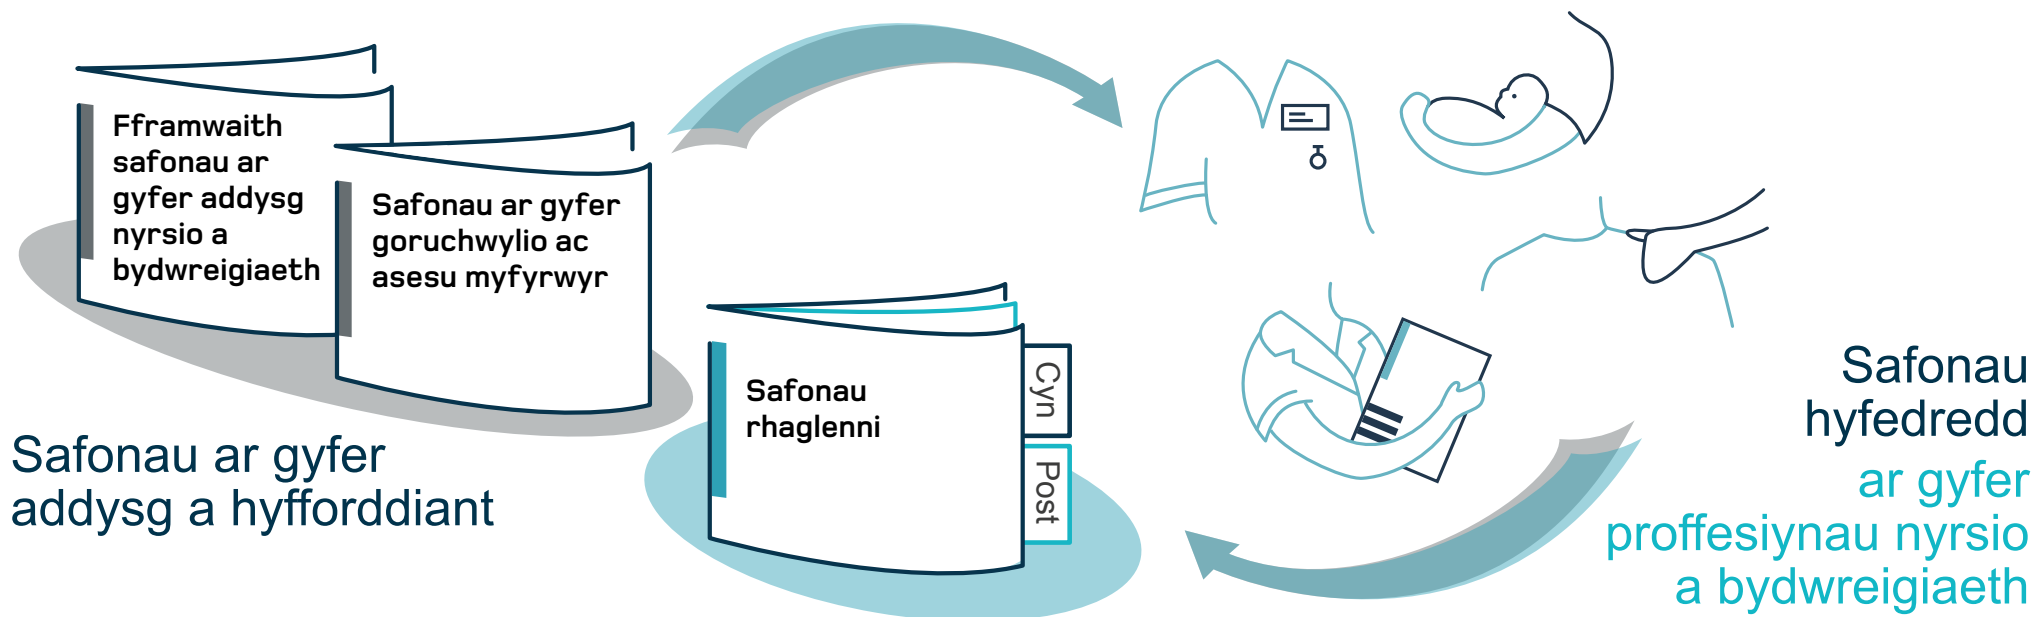 Fframwaith
safonau ar
gyfer addysg
nyrsio a
bydwreigiaeth
Safonau ar gyfer
goruchwylio ac
asesu myfyrwyr
Safonau
rhaglenni
Cyn
Post
Safonau ar gyfer
addysg a hyfforddiant
Safonau
hyfedredd
ar gyfer
proffesiynau nyrsio
a bydwreigiaeth